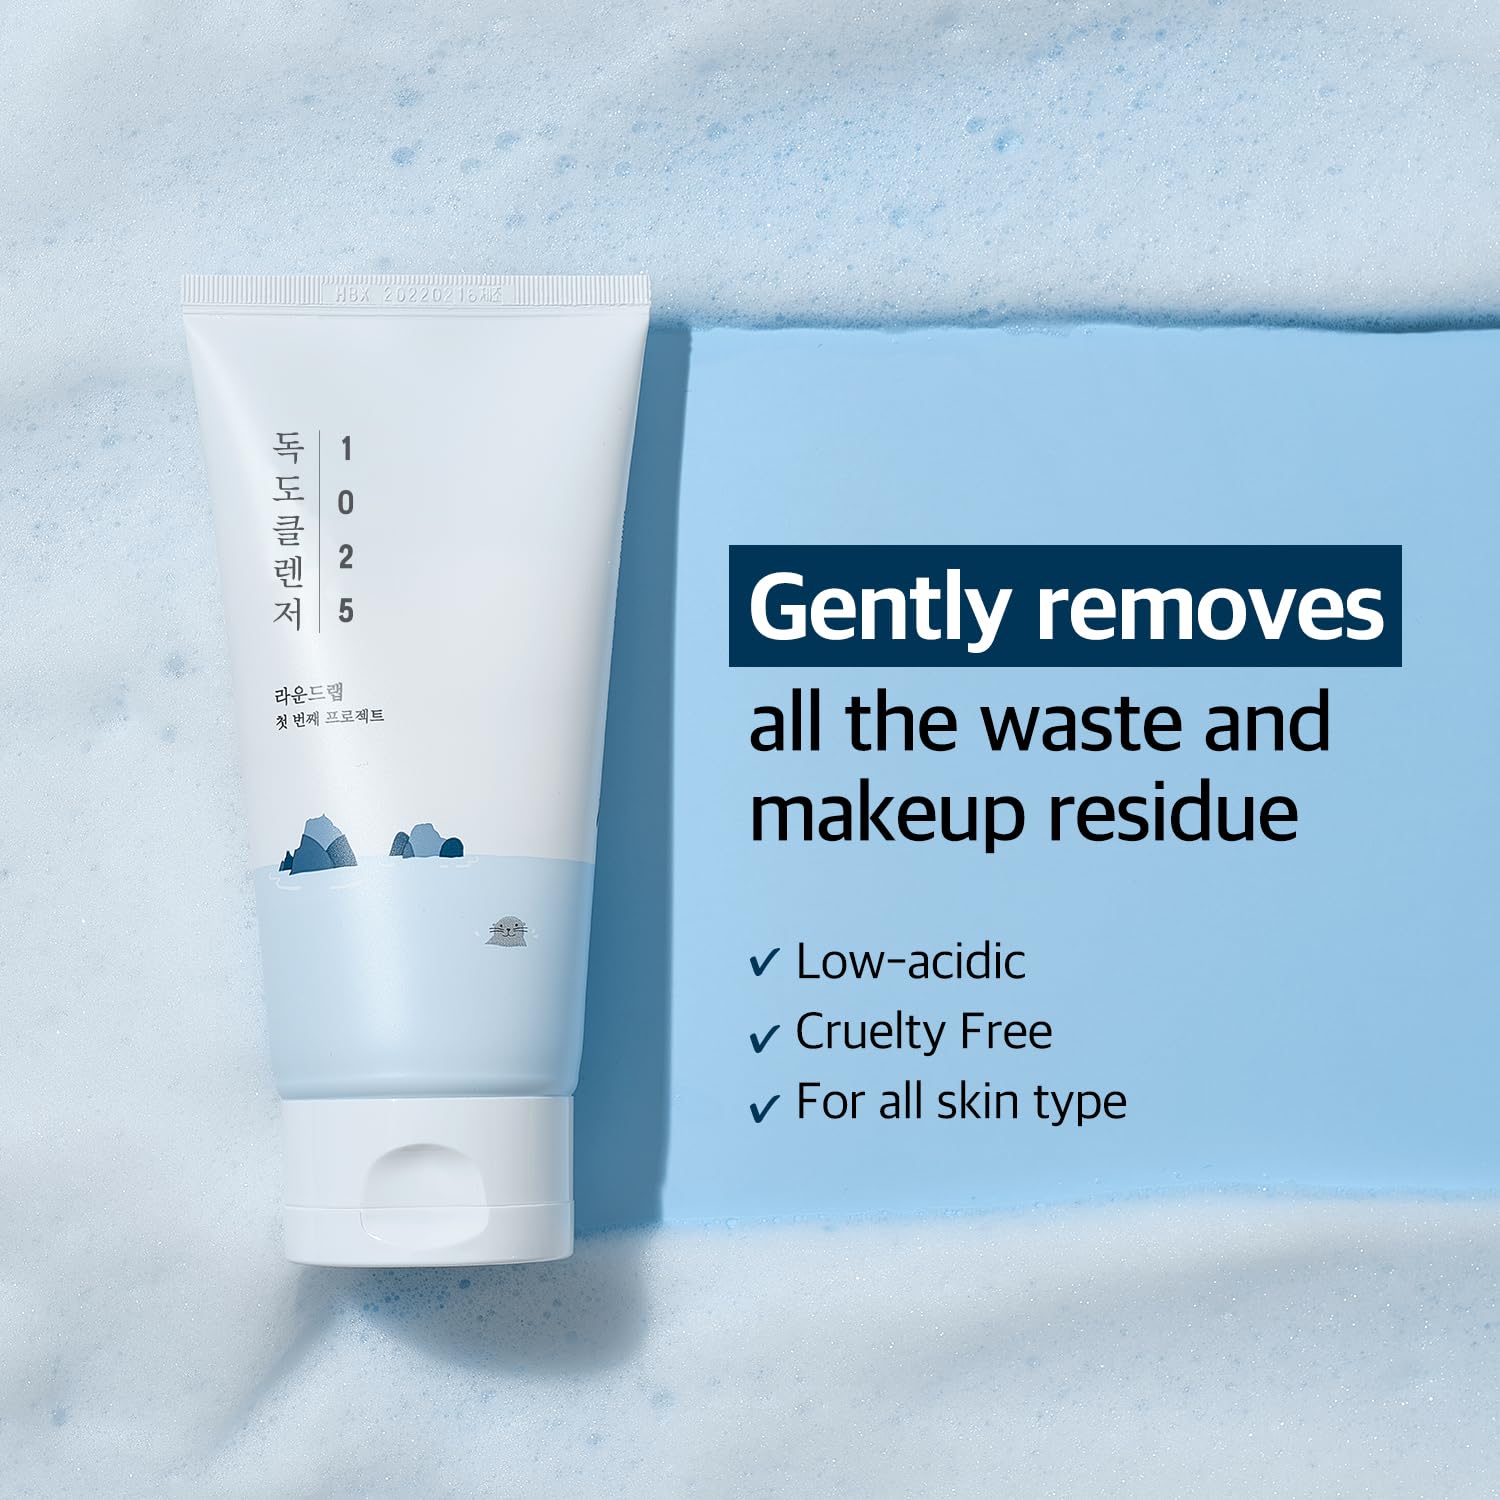 HBX 20220216제조
독도클렌저
1025
라운드랩
첫 번째 프로젝트
Gently removes
all the waste and
makeup residue
✓ Low-acidic
✓ Cruelty Free
✓ For all skin type